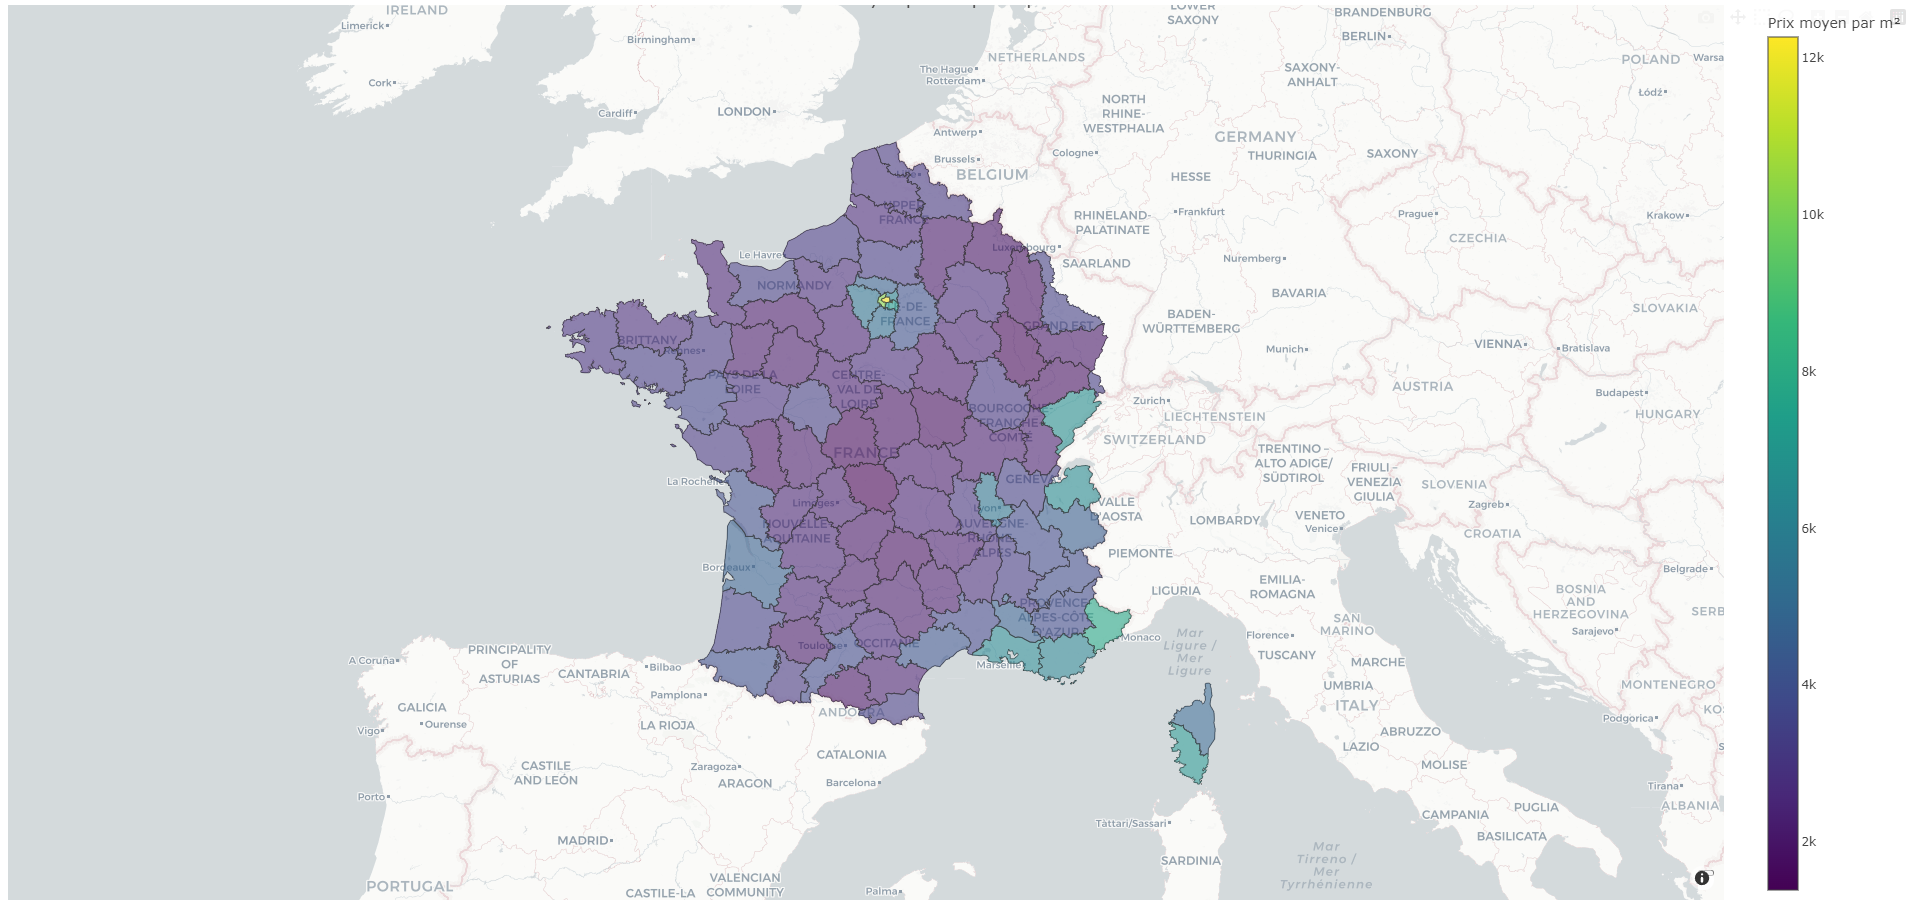 Prix moyen par m²
12k
10k
8k
6k
4k
2k
IRELAND
Limerick
Cork
Birmingham
Cardiff
LONDON
The Hague
Rotterdam
NETHERLANDS
LOWER
SAXONY
BRANDENBURG
BERLIN
POLAND
Warsa
SAXONY-
ANHALT
Łódź
NORTH
RHINE-
WESTPHALIA
GERMANY
Antwerp
Brussels
BELGIUM
Cologne
THURINGIA
SAXONY
HESSE
Lille
UPPER
FRANCE
RHINELAND-
PALATINATE
Frankfurt
Prague
Krakow
CZECHIA
Luxembourg
SAARLAND
Nuremberg
Le Havre
NORMANDY
BAVARIA
SLOVAKIA
ÎLE-DE-
FRANCE
BADEN-
WÜRTTEMBERG
GRAND EST
BRITTANY
Rennes
Munich
VIENNA
Bratislava
PAYS DE LA
LOIRE
CENTRE-
VAL DE
LOIRE
AUSTRIA
Budapest
HUNGARY
Zurich
LIECHTENSTEIN
BOURGOGNE-
FRANCHE-
COMTÉ
SWITZERLAND
FRANCE
TRENTINO –
ALTO ADIGE/
SÜDTIROL
FRIULI –
VENEZIA
GIULIA
SLOVENIA
Zagreb
La Rochelle
GENÈVE
Limoges
Lyon
VALLE
D'AOSTA
LOMBARDY
VENETO
Venice
CROATIA
NOUVELLE-
AQUITAINE
AUVERGNE-
RHÔNE-
ALPES
PIEMONTE
Bordeaux
Belgrade
LIGURIA
EMILIA-
ROMAGNA
BOSNIA
AND
HERZEGOVINA
SERB
PROVENCE-
ALPES-CÔTE
D'AZUR
SAN
MARINO
Sarajevo
Monaco
Mar
Ligure /
Mer
Ligure
Florence
TUSCANY
Toulouse
OCCITANIE
Marseille
MARCHE
A Coruña
PRINCIPALITY
OF
ASTURIAS
CANTABRIA
Bilbao
Pamplona
UMBRIA
MONTENEGRO
GALICIA
Ourense
Vigo
LA RIOJA
ANDORRA
ITALY
Podgorica
KO
ABRUZZO
LAZIO
S
CASTILE
AND LEÓN
Zaragoza
ARAGON
CATALONIA
Barcelona
MOLISE
Tirana
Porto
ALBANIA
PUGLIA
CAMPANIA
BASILICATA
Tàttari/Sassari
MADRID
SARDINIA
Mar
Tirreno /
Mer
Tyrrhénienne
PORTUGAL
CASTILE-LA
VALENCIAN
COMMUNITY
Palma